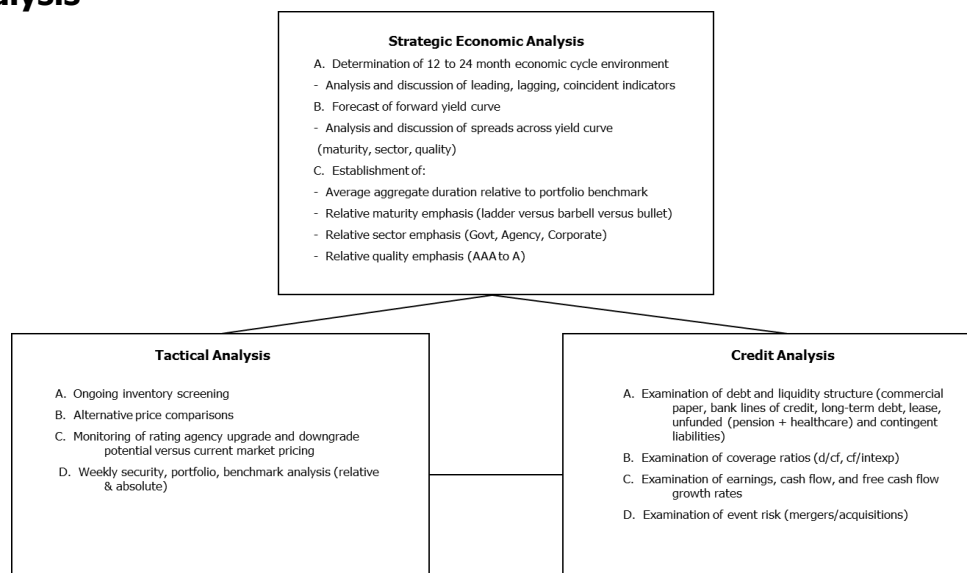 Strategic Economic Analysis
A. Determination of 12 to 24 month economic cycle environment
- Analysis and discussion of leading, lagging, coincident indicators
B. Forecast of forward yield curve
- Analysis and discussion of spreads across yield curve
(maturity, sector, quality)
C. Establishment of:
- Average aggregate duration relative to portfolio benchmark
- Relative maturity emphasis (ladder versus barbell versus bullet)
- Relative sector emphasis (Govt, Agency, Corporate)
- Relative quality emphasis (AAA to A)
Tactical Analysis
A. Ongoing inventory screening
B. Alternative price comparisons
C. Monitoring of rating agency upgrade and downgrade
potential versus current market pricing
D. Weekly security, portfolio, benchmark analysis (relative
& absolute)
Credit Analysis
A. Examination of debt and liquidity structure (commercial
paper, bank lines of credit, long-term debt, lease,
unfunded (pension + healthcare) and contingent
liabilities)
B. Examination of coverage ratios (d/cf, cf/intexp)
C. Examination of earnings, cash flow, and free cash flow
growth rates
D. Examination of event risk (mergers/acquisitions)